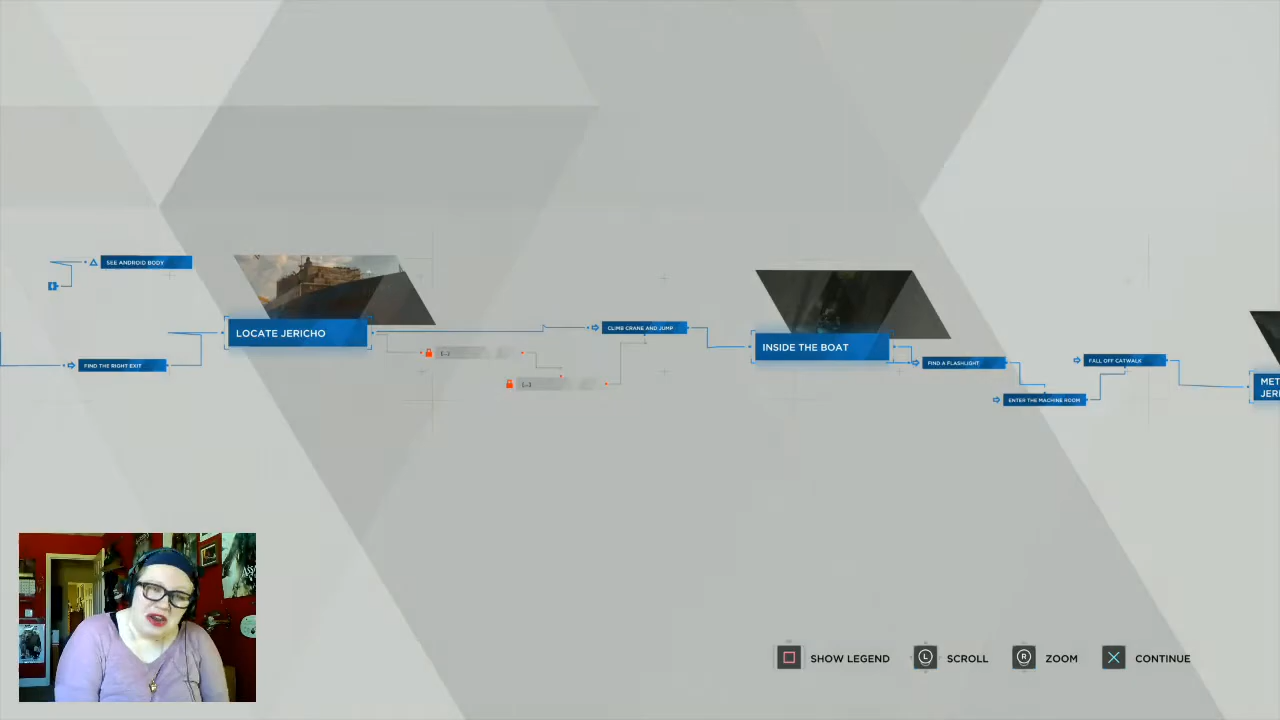 SEE ANDROID BODY
LOCATE JERICHO
FIND THE RIGHT EXIT
[...]
[...]
CLIMB CRANE AND JUMP
INSIDE THE BOAT
FIND A FLASHLIGHT
ENTER THE MACHINE ROOM
FALL OFF CATWALK
MET
JERI
SHOW LEGEND
L SCROLL
R ZOOM
CONTINUE